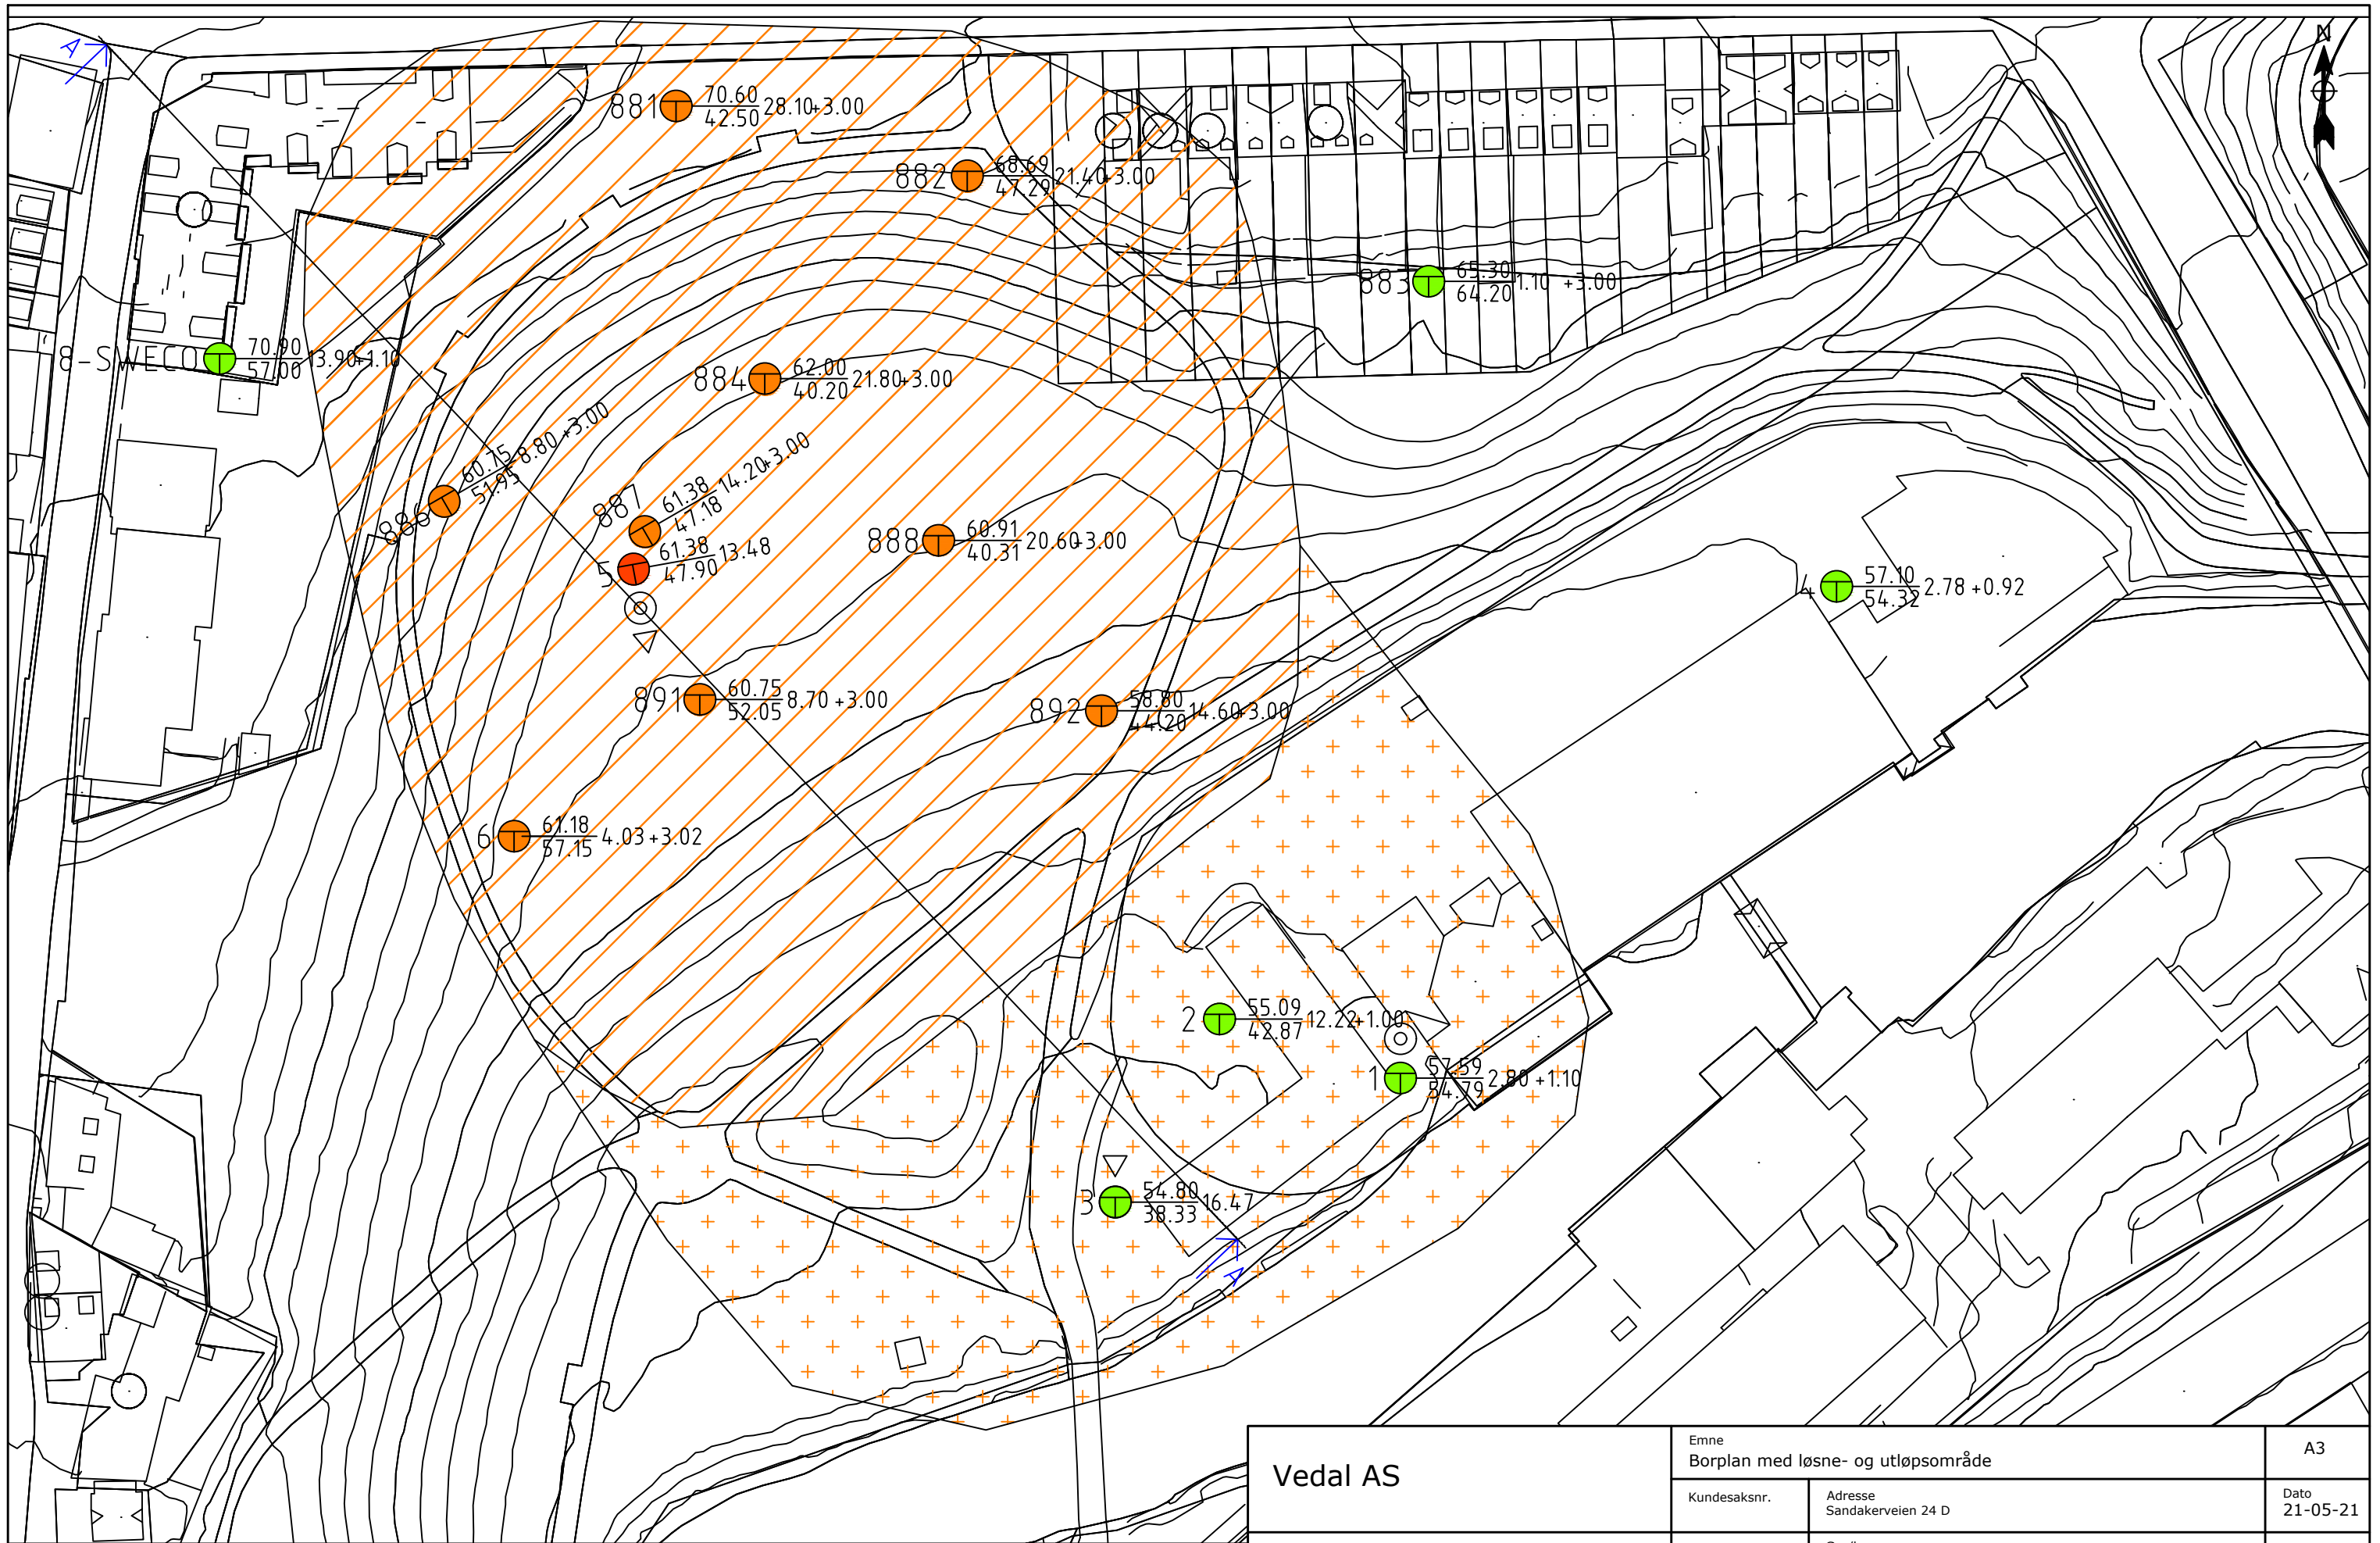 A
N
881 70.60 28.10+3.00
42.50
882 68.69 21.40+3.00
47.29
883 65.30 1.10 +3.00
64.20
8-SWECO 70.90 13.90+1.10
57.00
884 62.00 21.80+3.00
40.20
886 60.75 8.80 +3.00
51.95
887 61.38 14.20+3.00
47.18
5 61.38 13.48
47.90
888 60.91 20.60+3.00
40.31
4 57.10 2.78 +0.92
54.32
891 60.75 8.70 +3.00
52.05
892 58.80 14.60+3.00
44.20
6 61.18 4.03+3.02
57.15
2 55.09 12.22+1.00
42.87
1 57.59 2.80 +1.10
54.79
3 54.80 16.47
38.33
A
Vedal AS
Emne
Borplan med løsne- og utløpsområde
A3
Kundesaksnr.
Adresse
Sandakerveien 24 D
Dato
21-05-21